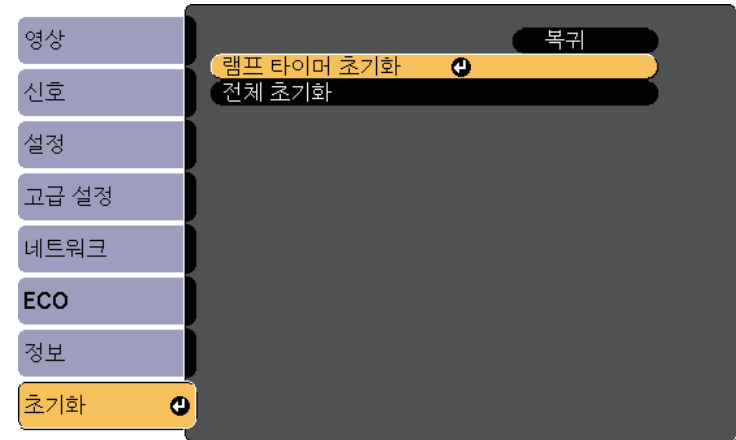 영상
신호
설정
고급 설정
네트워크
ECO
정보
초기화
복귀
램프 타이머 초기화
전체 초기화